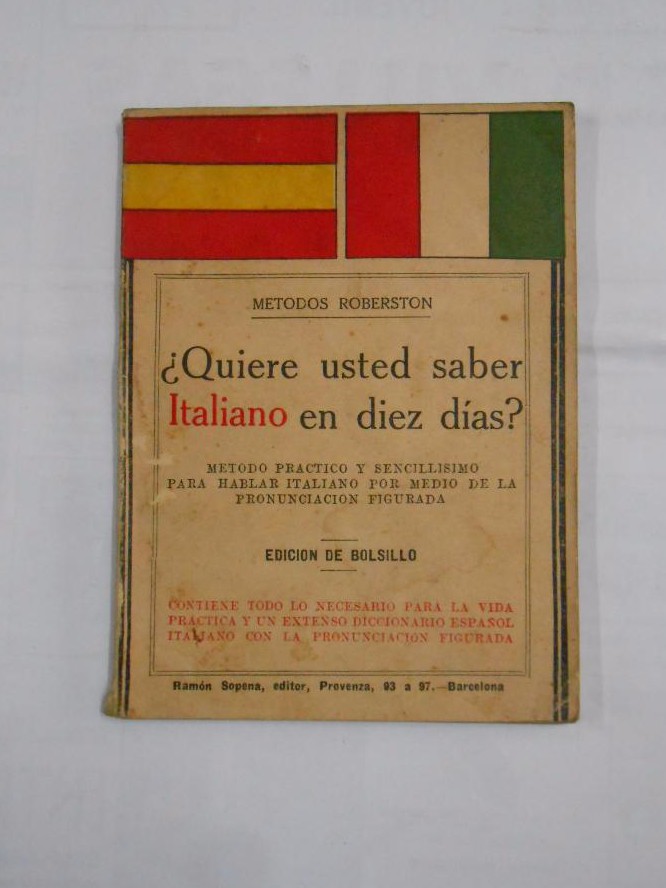 METODOS ROBERSTON
¿Quiere usted saber
Italiano en diez días?
METODO PRACTICO Y SENCILLISIMO
PARA HABLAR ITALIANO POR MEDIO DE LA
PRONUNCIACION FIGURADA
EDICION DE BOLSILLO
CONTIENE TODO LO NECESARIO PARA LA VIDA
PRACTICA Y UN EXTENSO DICCIONARIO ESPAÑOL
ITALIANO CON LA PRONUNCIACION FIGURADA
Ramón Sopena, editor, Provenza, 93 a 97.—Barcelona